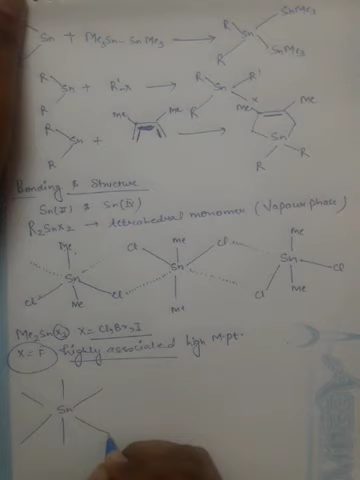 Sn + Me3Sn-SnMe3 → R Sn SnMe3
R SnMe3
R Sn + R'-x → R Sn R'
R R x
R Sn + Me Me → Me Me
R Sn
R R
Bonding & Structure
Sn(II) & Sn(IV)
R2SnX2 → tetrahedral monomer (Vapour phase)
Me Cl Me Cl Me
Sn Sn Sn Cl
Cl Me Cl Me Cl Me
Me2SnX2 X = Cl, Br, I
X = F highly associated high M.pt.
Sn